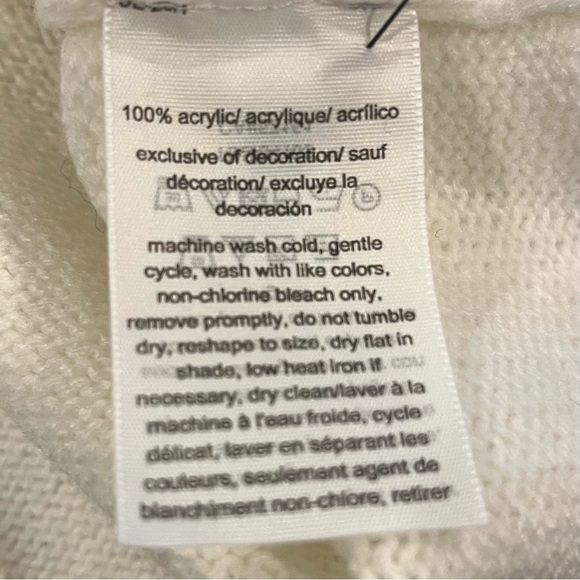 100% acrylic/ acrylique/ acrílico
exclusive of decoration/ sauf
décoration/ excluye la
decoración
machine wash cold, gentle
cycle, wash with like colors,
non-chlorine bleach only,
remove promptly, do not tumble
dry, reshape to size, dry flat in
shade, low heat iron if
necessary, dry clean/laver à la
machine à l'eau froide, cycle
délicat, laver en séparant les
couleurs, seulement agent de
blanchiment non-chlore, retirer